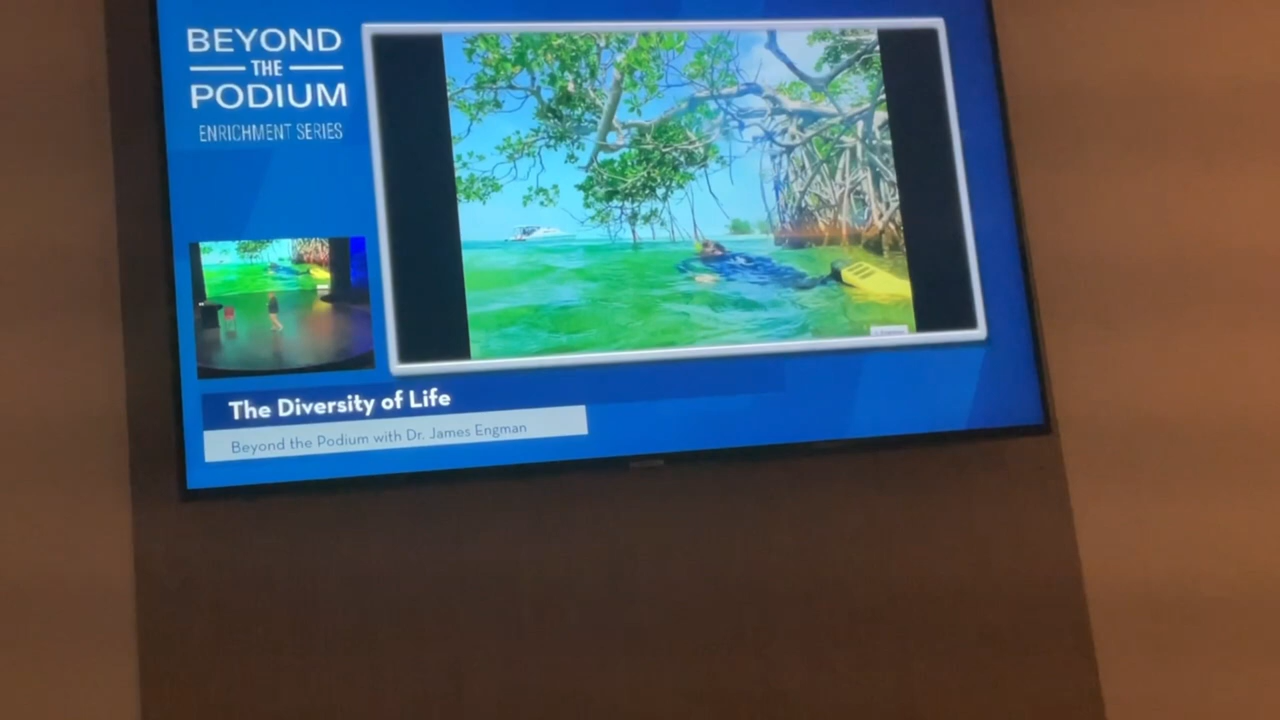 BEYOND
THE
PODIUM
ENRICHMENT SERIES
The Diversity of Life
Beyond the Podium with Dr. James Engman